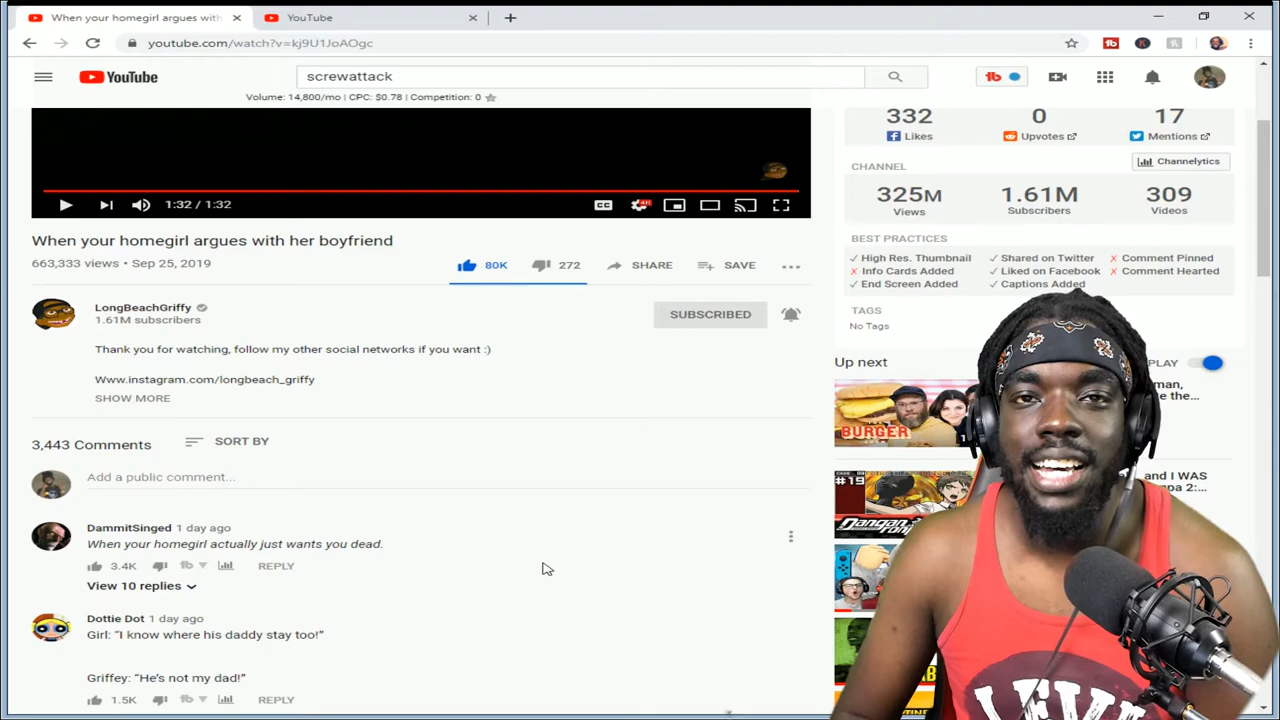 When your homegirl argues with
YouTube
youtube.com/watch?v=kj9U1JoAOgc
YouTube
screwattack
Volume: 14,800/mo | CPC: $0.78 | Competition: 0
332
0
17
Likes
Upvotes
Mentions
CHANNEL
Channelytics
325M
1.61M
309
Views
Subscribers
Videos
BEST PRACTICES
✓ High Res. Thumbnail
✓ Shared on Twitter
x Comment Pinned
x Info Cards Added
✓ Liked on Facebook
x Comment Hearted
✓ End Screen Added
✓ Captions Added
TAGS
No Tags
1:32 / 1:32
CC
When your homegirl argues with her boyfriend
663,333 views • Sep 25, 2019
80K
272
SHARE
SAVE
LongBeachGriffy
1.61M subscribers
SUBSCRIBED
Thank you for watching, follow my other social networks if you want :)
Www.instagram.com/longbeach_griffy
SHOW MORE
3,443 Comments
SORT BY
Add a public comment...
DammitSinged 1 day ago
When your homegirl actually just wants you dead.
3.4K
REPLY
View 10 replies
Dottie Dot 1 day ago
Girl: “I know where his daddy stay too!”
Griffey: “He's not my dad!”
1.5K
REPLY
Up next
PLAY
BURGER
man,
the...
#19
and I WAS
2:...